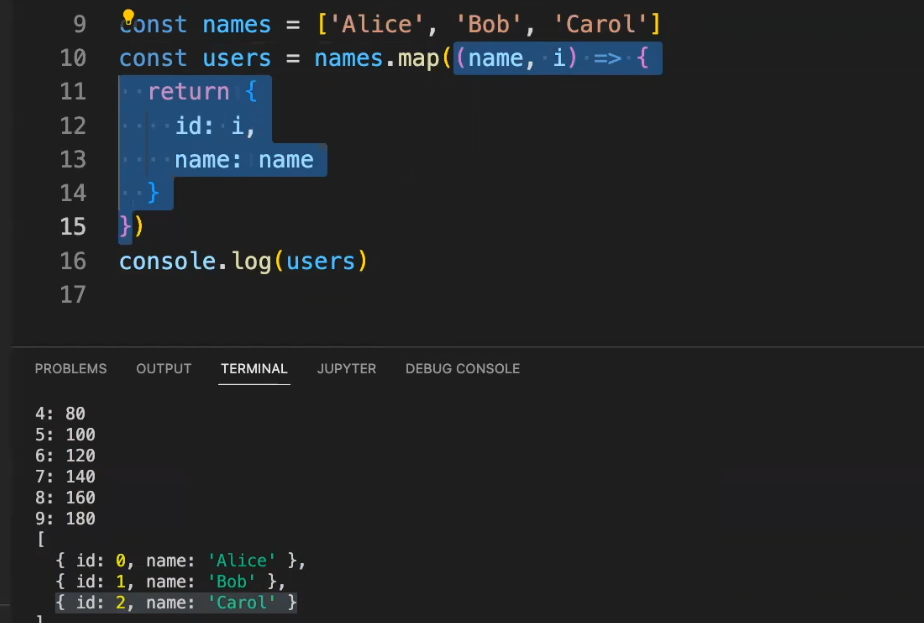 9 const names = ['Alice', 'Bob', 'Carol']
10 const users = names.map((name, i) => {
11   return {
12     id: i,
13     name: name
14   }
15 })
16 console.log(users)
17
PROBLEMS OUTPUT TERMINAL JUPYTER DEBUG CONSOLE
4: 80
5: 100
6: 120
7: 140
8: 160
9: 180
[
  { id: 0, name: 'Alice' },
  { id: 1, name: 'Bob' },
  { id: 2, name: 'Carol' }
]